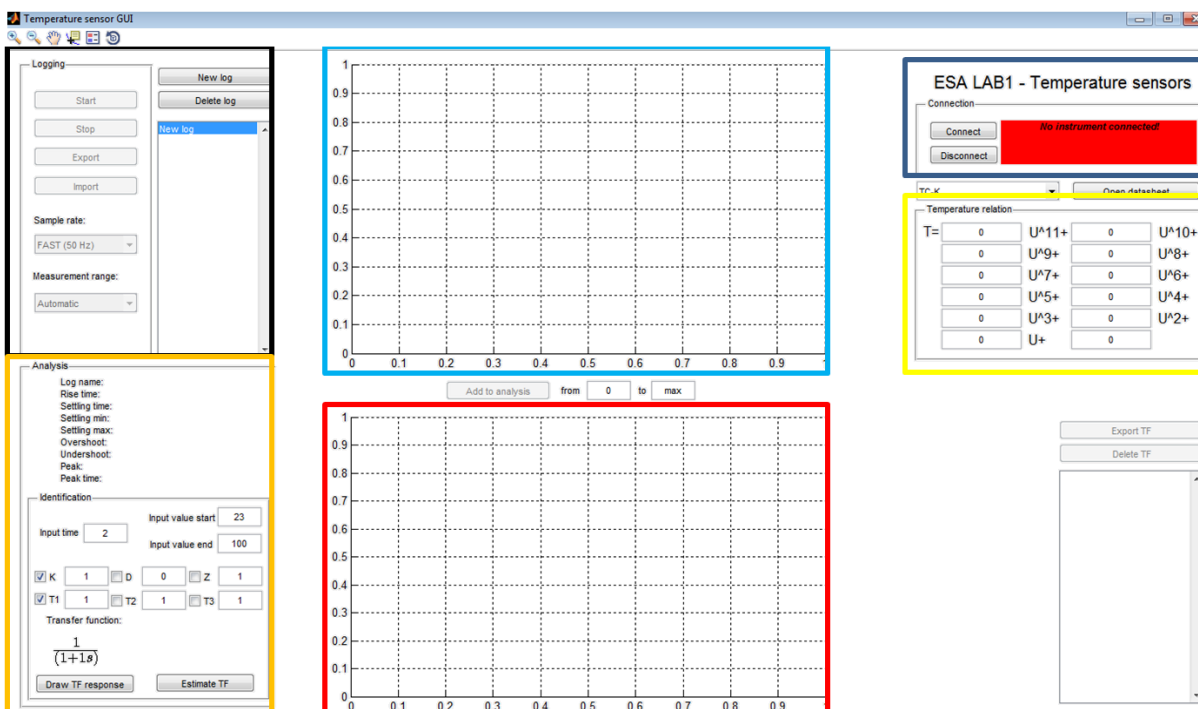 Temperature sensor GUI
Logging
New log
Delete log
Start
Stop
Export
Import
New log
Sample rate:
FAST (50 Hz)
Measurement range:
Automatic
1
0.9
0.8
0.7
0.6
0.5
0.4
0.3
0.2
0.1
0
0 0.1 0.2 0.3 0.4 0.5 0.6 0.7 0.8 0.9
ESA LAB1 - Temperature sensors
Connection
Connect
No instrument connected!
Disconnect
TC-K
Open datasheet
Temperature relation
T= 0 U^11+ 0 U^10+
0 U^9+ 0 U^8+
0 U^7+ 0 U^6+
0 U^5+ 0 U^4+
0 U^3+ 0 U^2+
0 U+ 0
Add to analysis from 0 to max
Analysis
Log name:
Rise time:
Settling time:
Settling min:
Settling max:
Overshoot:
Undershoot:
Peak:
Peak time:
Identification
Input time 2
Input value start 23
Input value end 100
K 1 D 0 Z 1
T1 1 T2 1 T3 1
Transfer function:
1
(1+1s)
Draw TF response
Estimate TF
1
0.9
0.8
0.7
0.6
0.5
0.4
0.3
0.2
0.1
0
0 0.1 0.2 0.3 0.4 0.5 0.6 0.7 0.8 0.9
Export TF
Delete TF